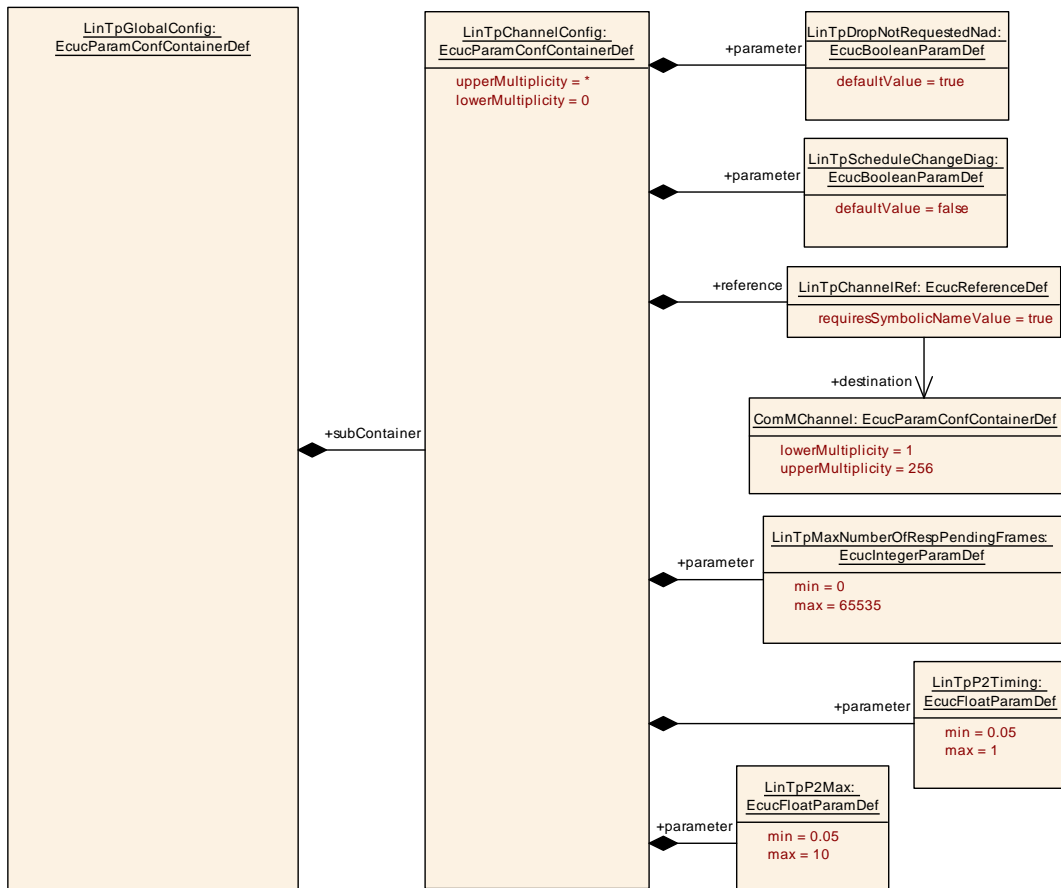 LinTpGlobalConfig:
EcucParamConfContainerDef
LinTpChannelConfig:
EcucParamConfContainerDef
upperMultiplicity = *
lowerMultiplicity = 0
+subContainer
+parameter
LinTpDropNotRequestedNad:
EcucBooleanParamDef
defaultValue = true
+parameter
LinTpScheduleChangeDiag:
EcucBooleanParamDef
defaultValue = false
+reference
LinTpChannelRef: EcucReferenceDef
requiresSymbolicNameValue = true
+destination
ComMChannel: EcucParamConfContainerDef
lowerMultiplicity = 1
upperMultiplicity = 256
+parameter
LinTpMaxNumberOfRespPendingFrames:
EcucIntegerParamDef
min = 0
max = 65535
+parameter
LinTpP2Timing:
EcucFloatParamDef
min = 0.05
max = 1
+parameter
LinTpP2Max:
EcucFloatParamDef
min = 0.05
max = 10